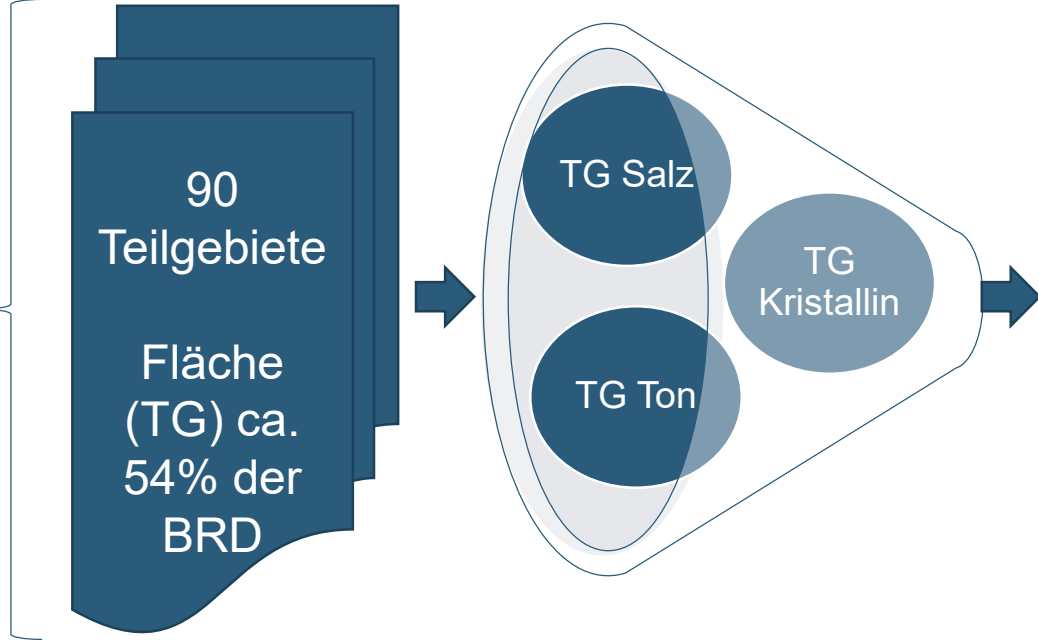 90
Teilgebiete
Fläche
(TG) ca.
54% der
BRD
TG Salz
TG Ton
TG
Kristallin